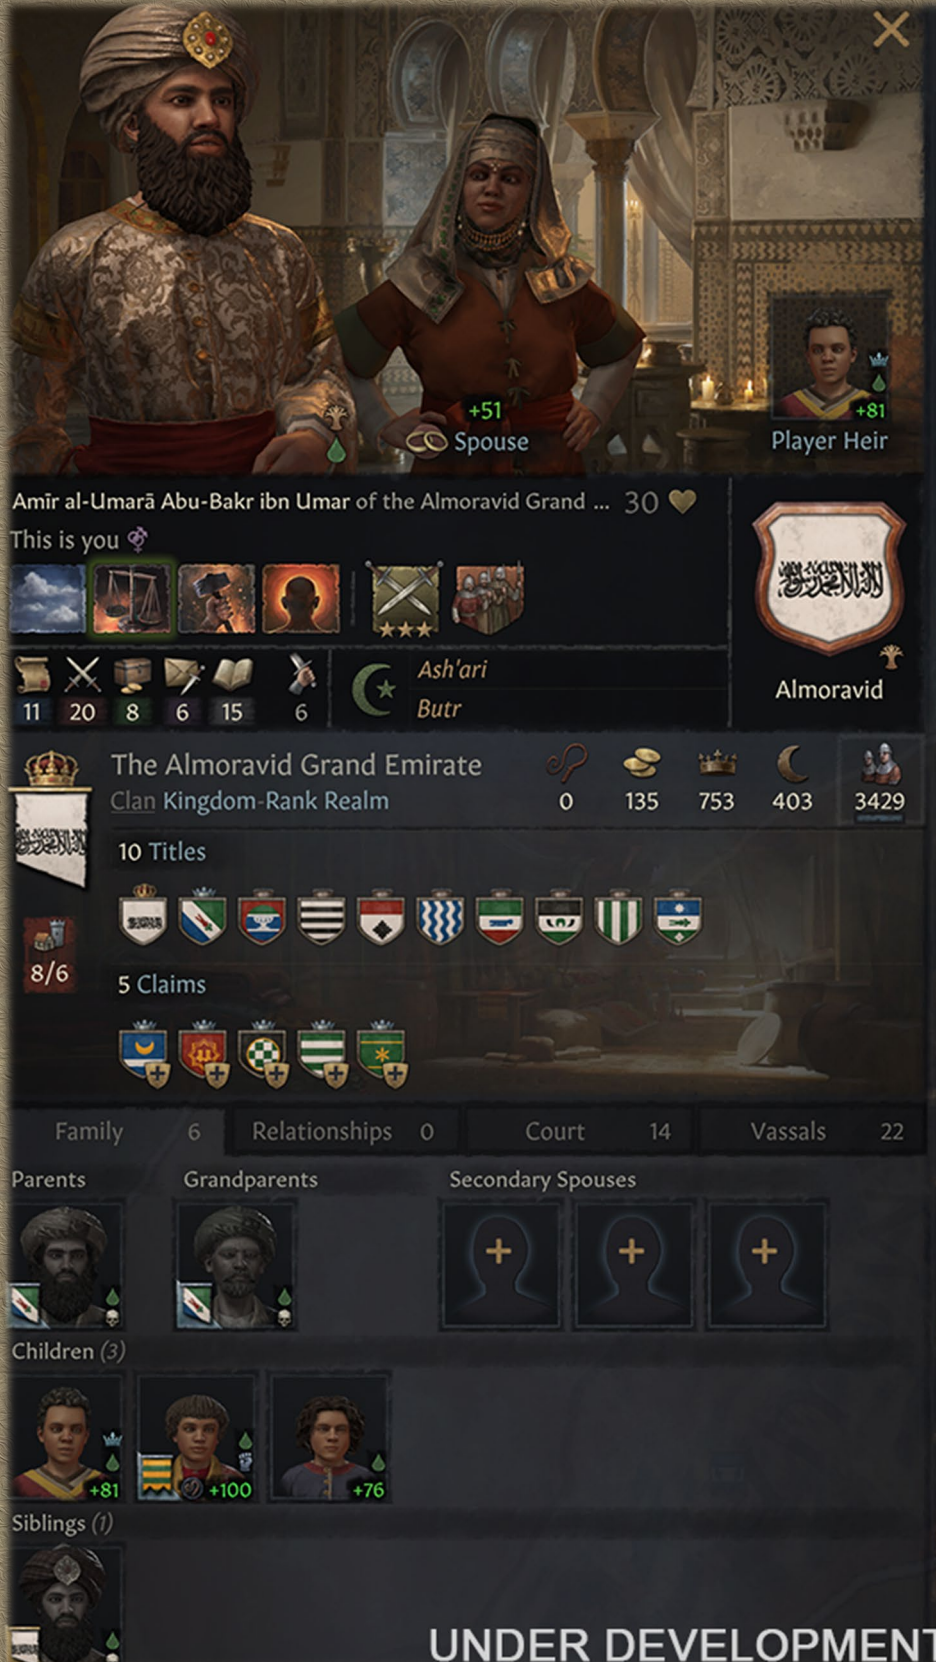 +51
Spouse
+81
Player Heir
Amīr al-Umarā Abu-Bakr ibn Umar of the Almoravid Grand ... 30
This is you
11 20 8 6 15 6
Ash'ari
Butr
Almoravid
The Almoravid Grand Emirate
Clan Kingdom-Rank Realm
0 135 753 403 3429
10 Titles
8/6
5 Claims
Family 6 Relationships 0 Court 14 Vassals 22
Parents Grandparents Secondary Spouses
Children (3)
+81 +100 +76
Siblings (1)
UNDER DEVELOPMENT